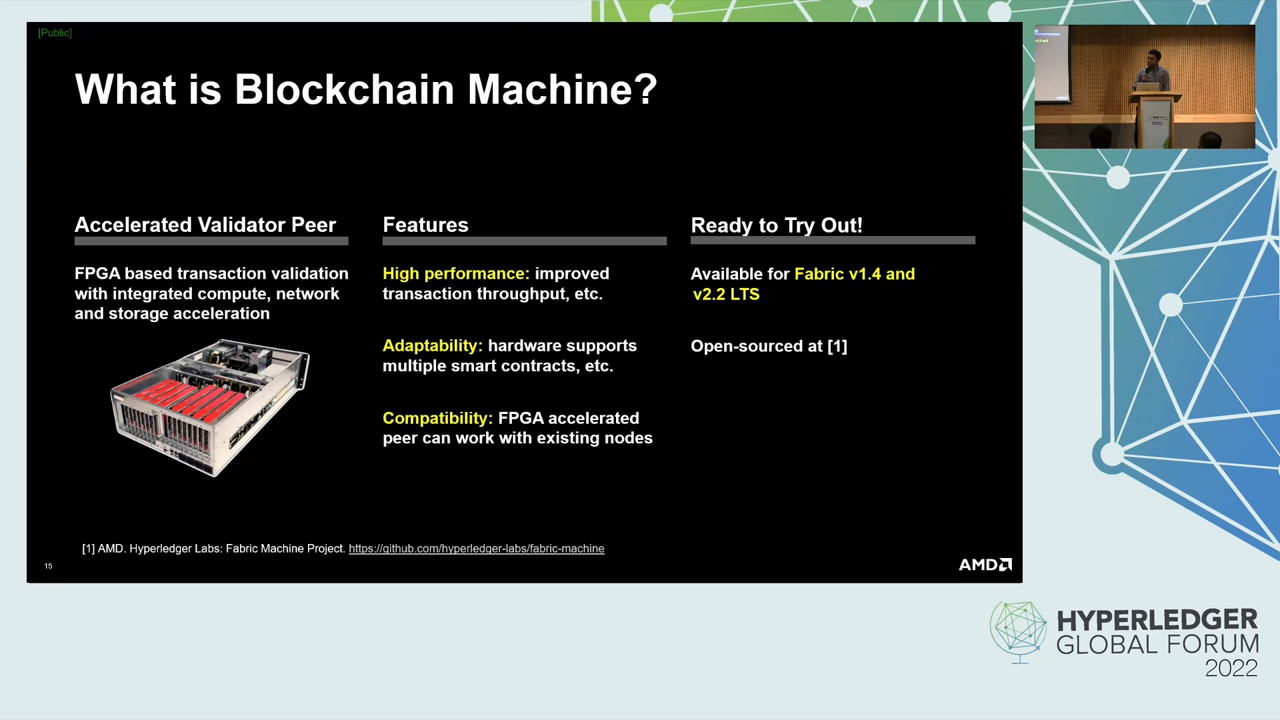 [Public]
What is Blockchain Machine?
Accelerated Validator Peer
FPGA based transaction validation
with integrated compute, network
and storage acceleration
Features
High performance: improved
transaction throughput, etc.
Adaptability: hardware supports
multiple smart contracts, etc.
Compatibility: FPGA accelerated
peer can work with existing nodes
Ready to Try Out!
Available for Fabric v1.4 and
v2.2 LTS
Open-sourced at [1]
[1] AMD. Hyperledger Labs: Fabric Machine Project. https://github.com/hyperledger-labs/fabric-machine
15
AMD
HYPERLEDGER
GLOBAL FORUM
2022